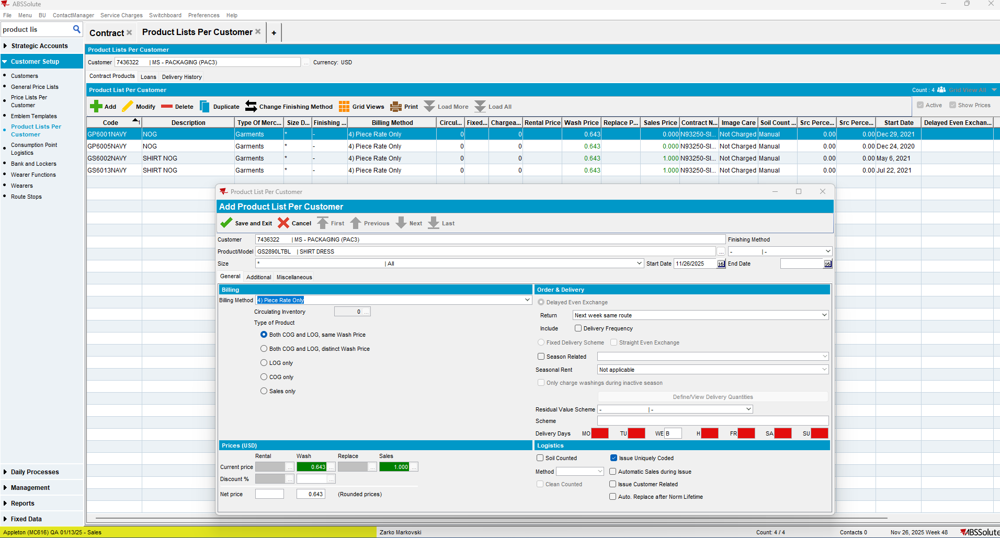 ABSSolute
File Menu BU ContactManager Service Charges Switchboard Preferences Help
product lis
Contract Product Lists Per Customer +
Strategic Accounts
Customer Setup
Customers
General Price Lists
Price Lists Per
Customer
Emblem Templates
Product Lists Per
Customer
Consumption Point
Logistics
Bank and Lockers
Wearer Functions
Wearers
Route Stops
Daily Processes
Management
Reports
Fixed Data
Product Lists Per Customer
Customer 7436322 | MS - PACKAGING (PAC3) ... Currency: USD
Contract Products Loans Delivery History
Product List Per Customer Count : 4 Grid View All
Add Modify Delete Duplicate Change Finishing Method Grid Views Print Load More Load All Active Show Prices
Code 1 Description Type Of Merc... Size D... Finishing ... Billing Method Circul... Fixed... Chargea... Rental Price Wash Price Replace P... Sales Price Contract N... Image Care Soil Count ... Src Perce... Src Perce... Start Date Delayed Even Exchan...
GP6001NAVY NOG Garments * - 4) Piece Rate Only 0 0 0.643 0.000 N93250-SI... Not Charged Manual 0.00 0.00 Dec 29, 2021
GP6005NAVY NOG Garments * - 4) Piece Rate Only 0 0 0.643 0.000 N93250-SI... Not Charged Manual 0.00 0.00 Dec 24, 2020
GS6002NAVY SHIRT NOG Garments * - 4) Piece Rate Only 0 0 0.643 1.000 N93250-SI... Not Charged Manual 0.00 0.00 May 6, 2021
GS6013NAVY SHIRT NOG Garments * - 4) Piece Rate Only 0 0 0.643 1.000 N93250-SI... Not Charged Manual 0.00 0.00 Jul 22, 2021
Product List Per Customer
Add Product List Per Customer
Save and Exit Cancel First Previous Next Last
Customer 7436322 | MS - PACKAGING (PAC3) Finishing Method
Product/Model GS2890LTBL | SHIRT DRESS ... - | -
Size * | All Start Date 11/26/2025 16 End Date 16
General Additional Miscellaneous
Billing
Billing Method 4) Piece Rate Only
Circulating Inventory 0 ...
Type of Product
Both COG and LOG, same Wash Price
Both COG and LOG, distinct Wash Price
LOG only
COG only
Sales only
Order & Delivery
Delayed Even Exchange
Return Next week same route
Include Delivery Frequency
Fixed Delivery Scheme Straight Even Exchange
Season Related
Seasonal Rent Not applicable
Only charge washings during inactive season
Define/View Delivery Quantities
Residual Value Scheme - | -
Scheme
Delivery Days MO TU WE B H FR SA SU
Prices (USD)
Rental Wash Replace Sales
Current price ... 0.643 ... ... 1.000 ...
Discount % ... ...
Net price 0.643 (Rounded prices)
Logistics
Soil Counted Issue Uniquely Coded
Method Automatic Sales during Issue
Clean Counted Issue Customer Related
Auto. Replace after Norm Lifetime
Appleton (MC616) QA 01/13/25 - Sales Zarko Markovski Count: 4 / 4 Contacts 0 Nov 26, 2025 Week 48 ABSSolute